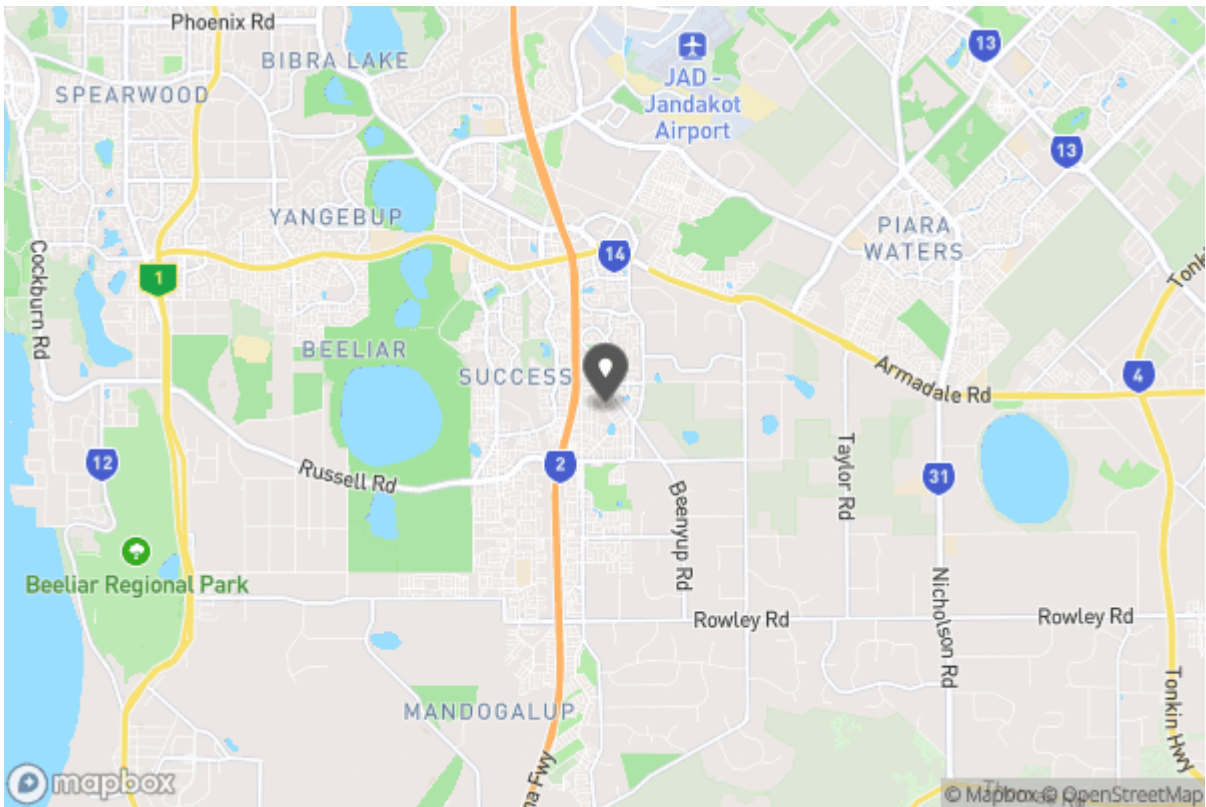 Phoenix Rd
BIBRA LAKE
SPEARWOOD
JAD -
Jandakot
Airport
13
13
YANGEBUP
PIARA
WATERS
Cockburn Rd
1
14
BEELIAR
SUCCESS
Armadale Rd
4
12
Russell Rd
2
Beenyup Rd
Taylor Rd
31
Beeliar Regional Park
Nicholson Rd
Rowley Rd
Rowley Rd
MANDOGALUP
Tonkin Hwy
Fwy
mapbox
© Mapbox © OpenStreetMap